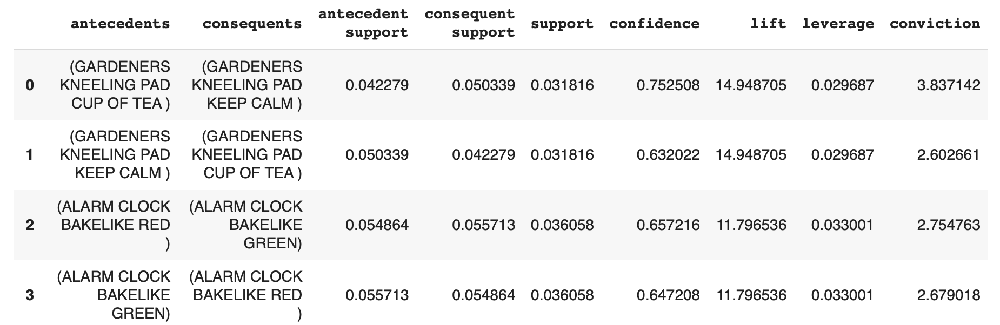 antecedents consequents antecedent support consequent support support confidence lift leverage conviction
0 (GARDENERS KNEELING PAD CUP OF TEA ) (GARDENERS KNEELING PAD KEEP CALM ) 0.042279 0.050339 0.031816 0.752508 14.948705 0.029687 3.837142
1 (GARDENERS KNEELING PAD KEEP CALM ) (GARDENERS KNEELING PAD CUP OF TEA ) 0.050339 0.042279 0.031816 0.632022 14.948705 0.029687 2.602661
2 (ALARM CLOCK BAKELIKE RED ) (ALARM CLOCK BAKELIKE GREEN) 0.054864 0.055713 0.036058 0.657216 11.796536 0.033001 2.754763
3 (ALARM CLOCK BAKELIKE GREEN) (ALARM CLOCK BAKELIKE RED ) 0.055713 0.054864 0.036058 0.647208 11.796536 0.033001 2.679018